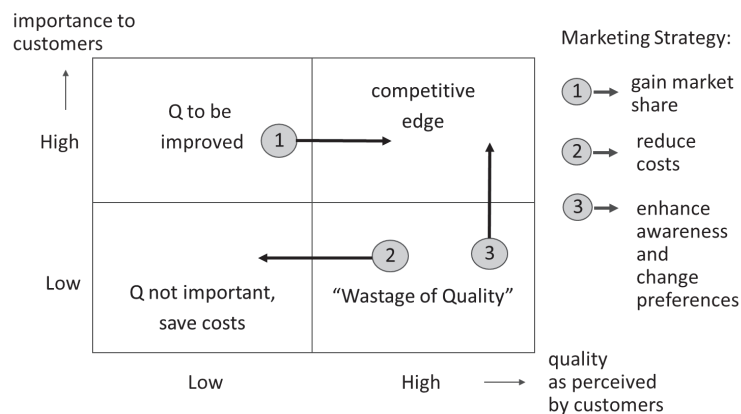 importance to
customers
Marketing Strategy:
High
Q to be
improved
1
competitive
edge
1
gain market
share
2
reduce
costs
3
enhance
awareness
and
change
preferences
Low
2
3
Q not important,
save costs
“Wastage of Quality”
Low
High
quality
as perceived
by customers